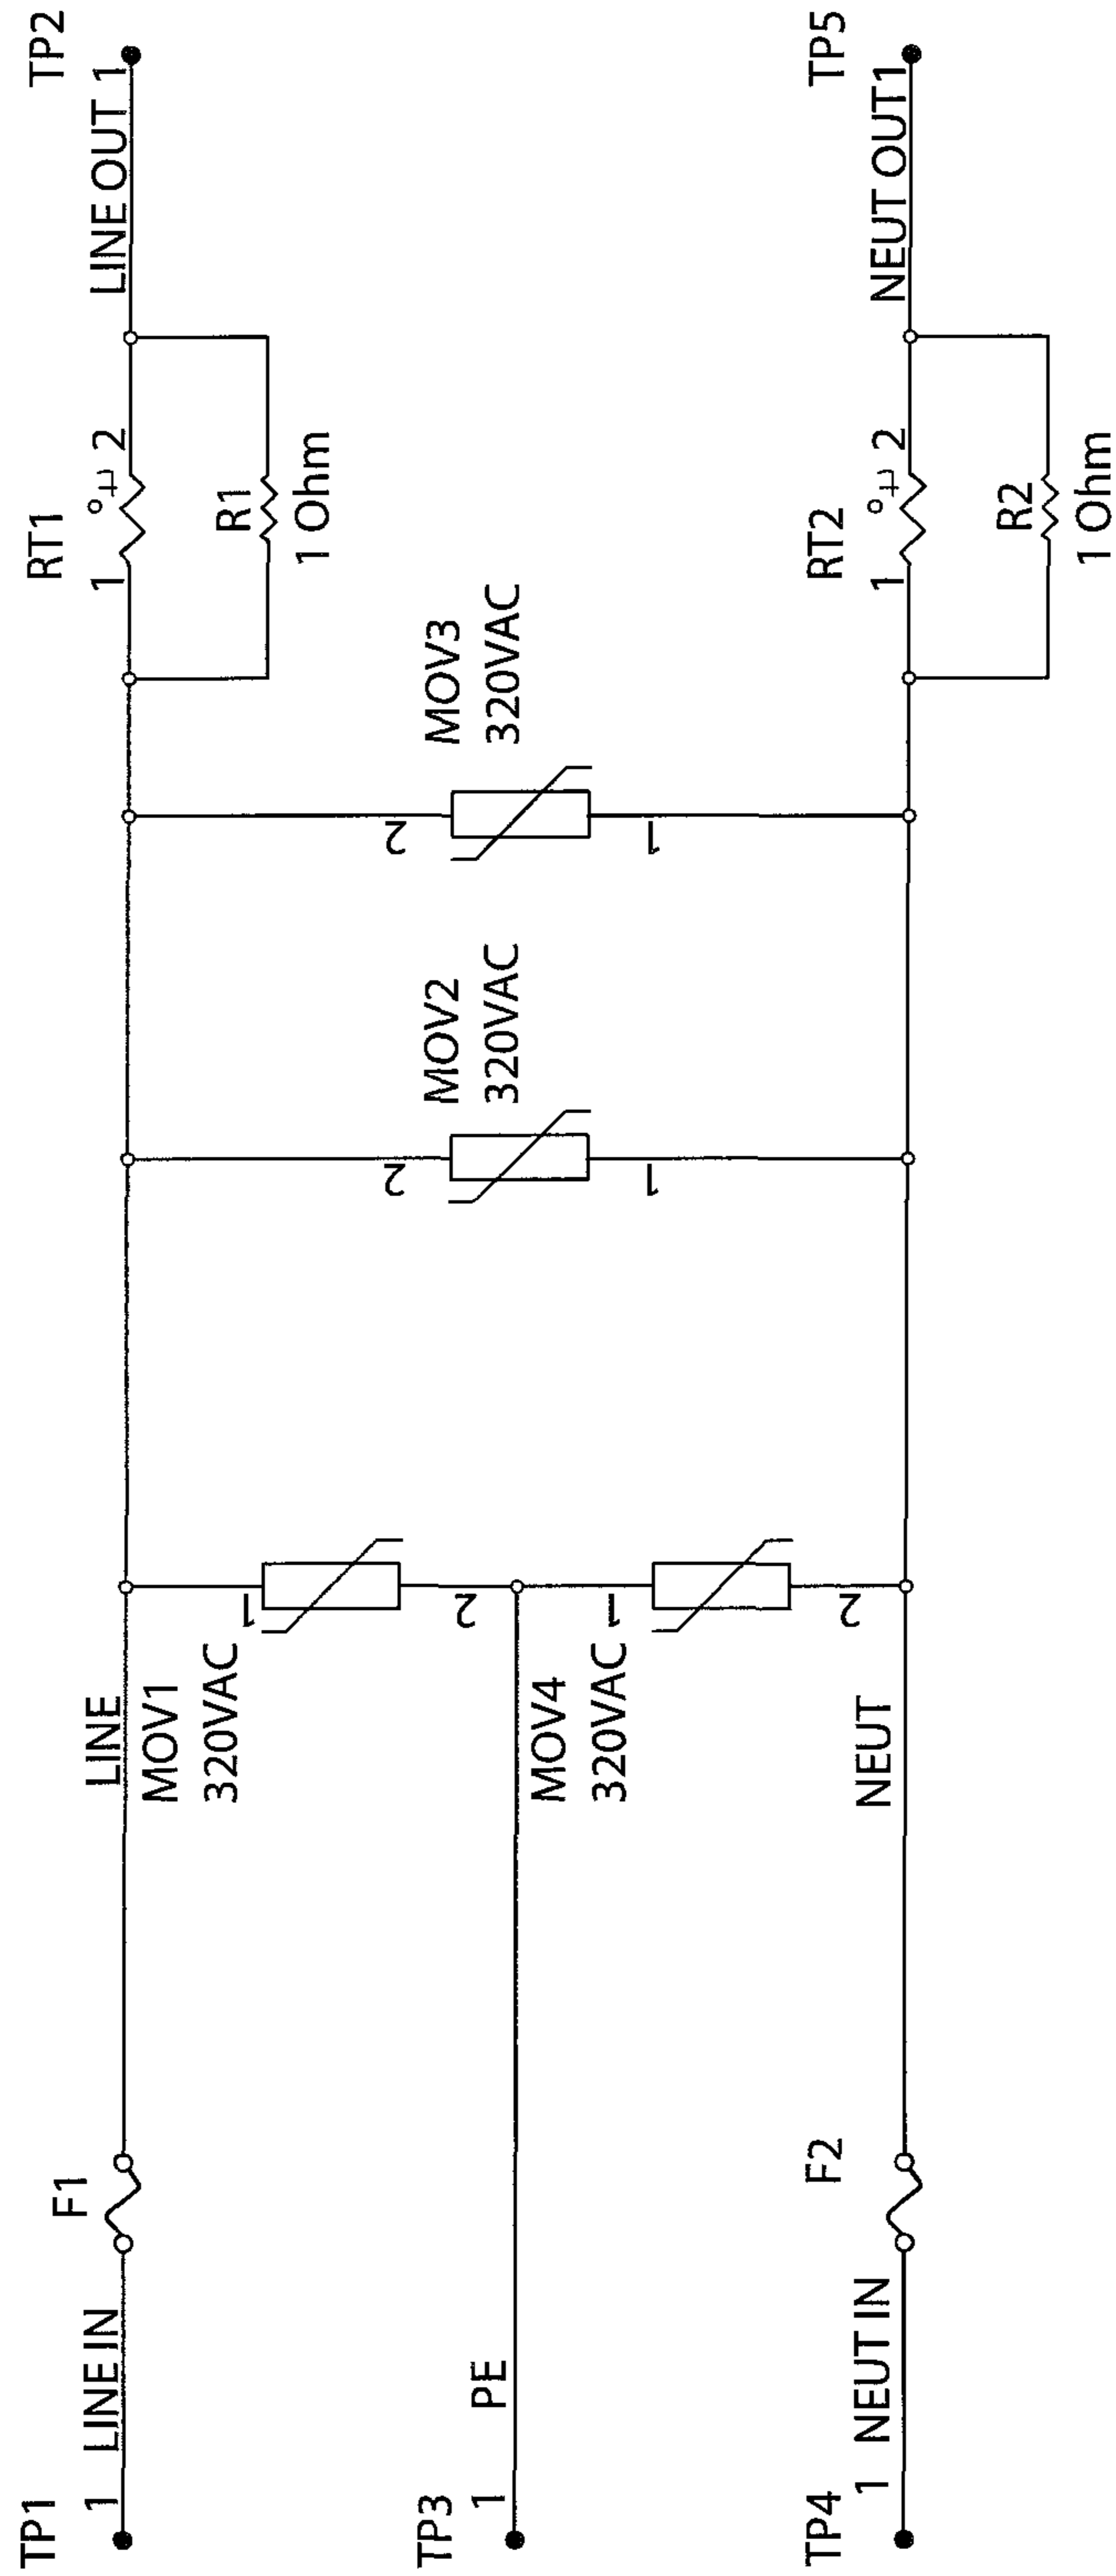 TP1
1
LINE IN
F1
LINE
MOV1
320VAC
1
2
MOV2
320VAC
2
1
MOV3
320VAC
2
1
RT1
1
2
t°
R1
1 Ohm
LINE OUT
1
TP2
TP3
1
PE
MOV4
320VAC
1
2
TP4
1
NEUT IN
F2
NEUT
RT2
1
2
t°
R2
1 Ohm
NEUT OUT
1
TP5